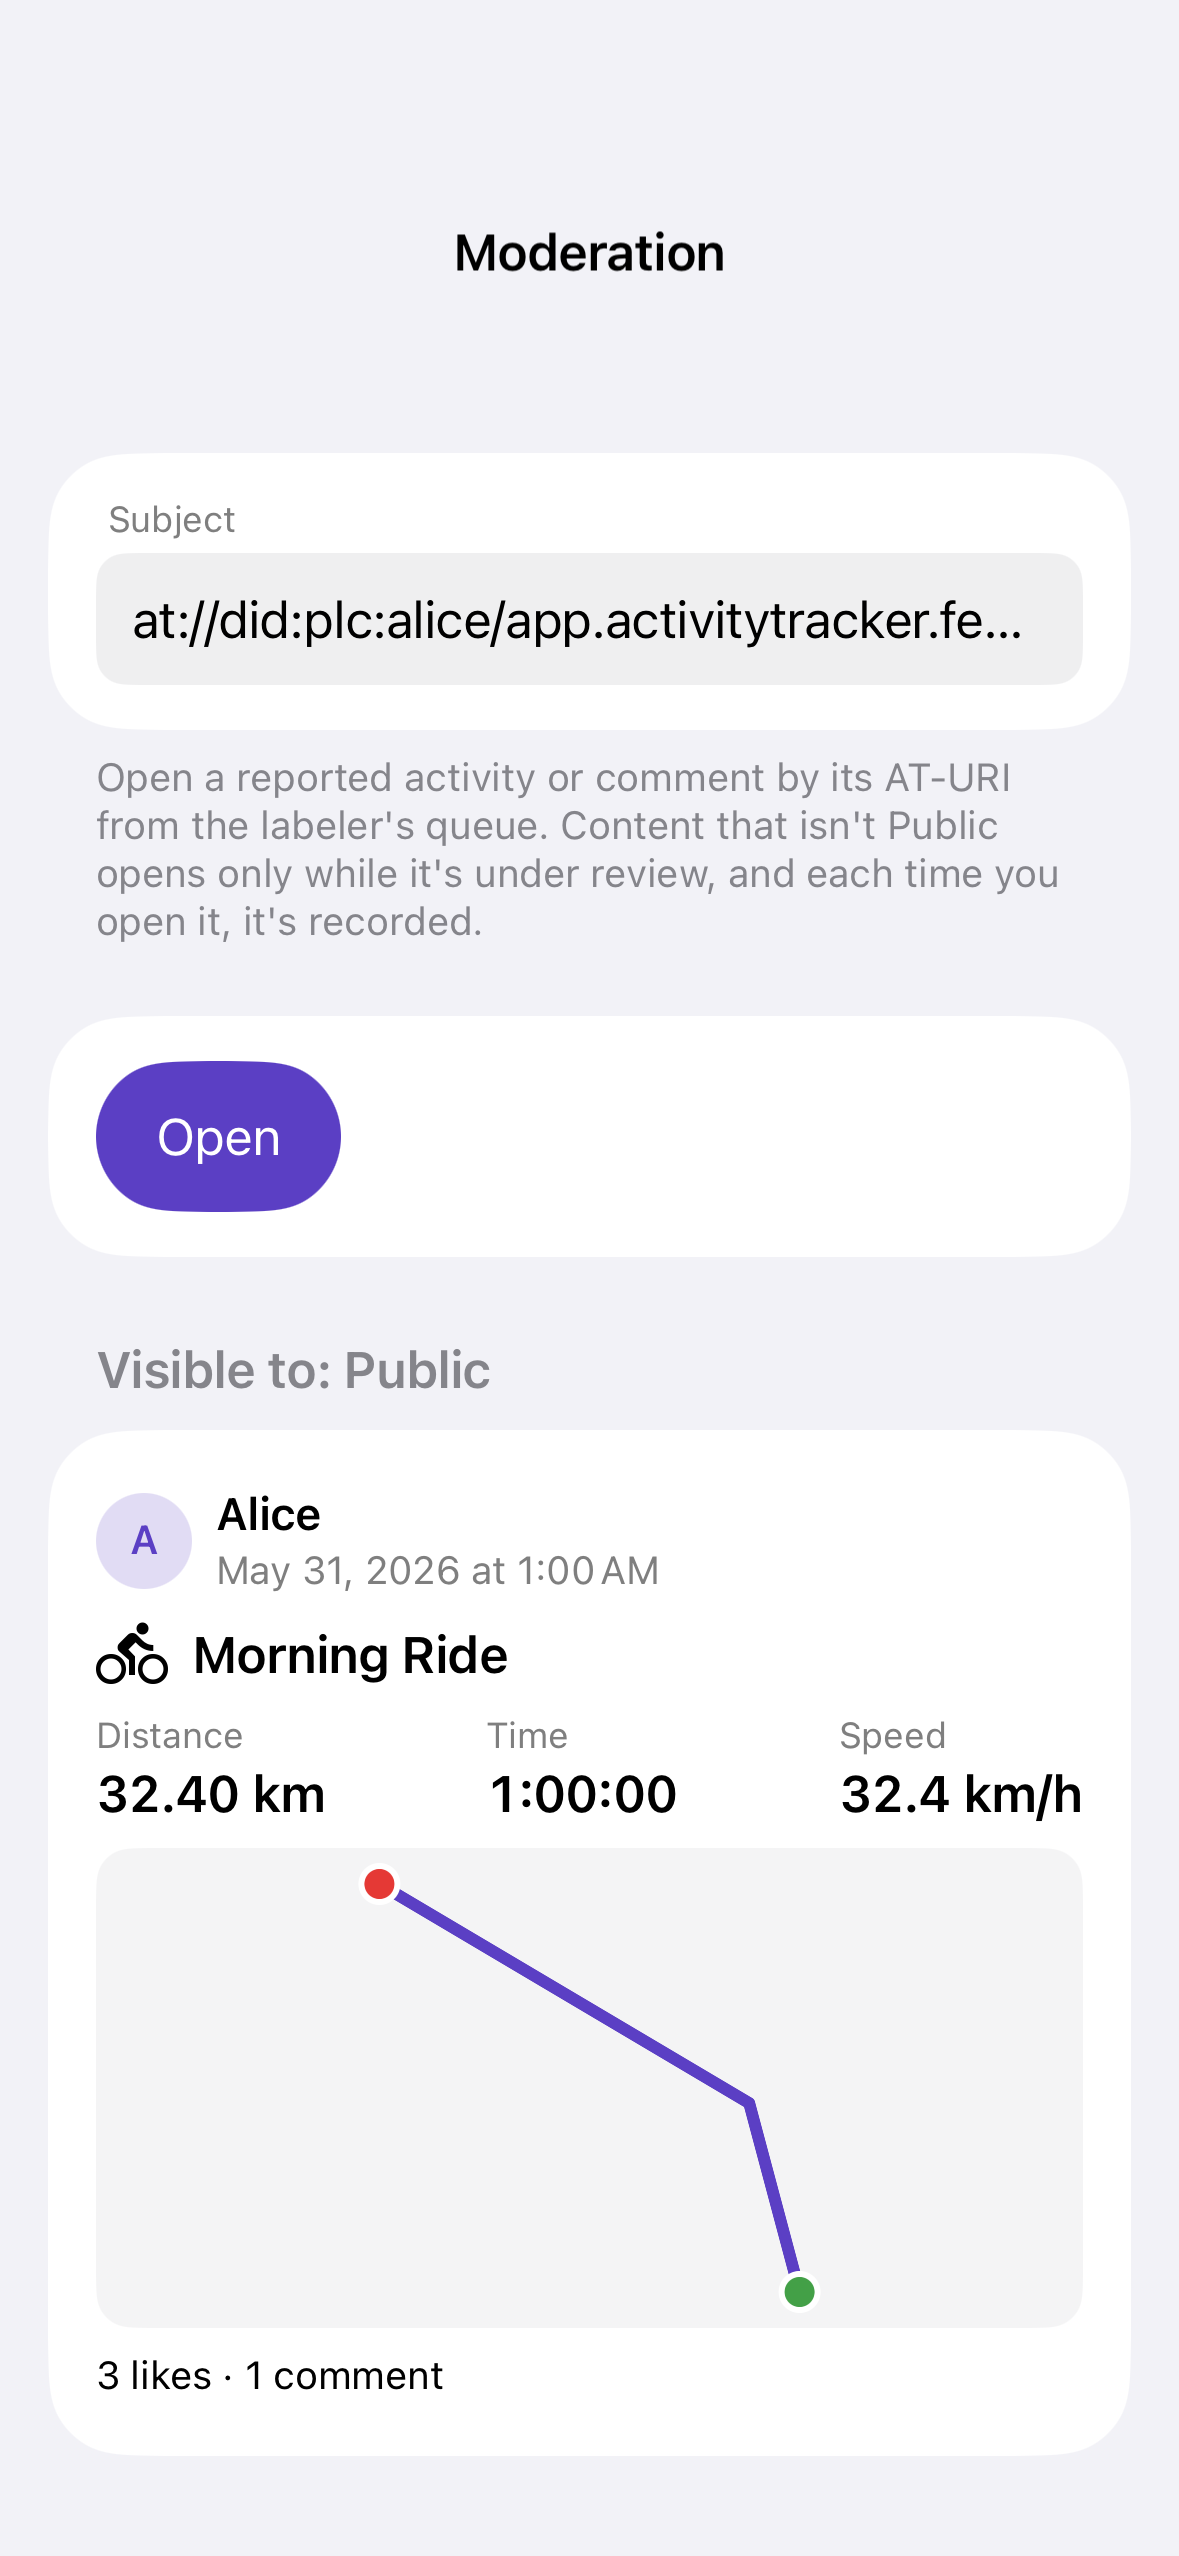 Moderation
Subject
at://did:plc:alice/app.activitytracker.fe...
Open a reported activity or comment by its AT-URI
from the labeler's queue. Content that isn't Public
opens only while it's under review, and each time you
open it, it's recorded.
Open
Visible to: Public
A
Alice
May 31, 2026 at 1:00 AM
Morning Ride
Distance Time Speed
32.40 km 1:00:00 32.4 km/h
3 likes · 1 comment